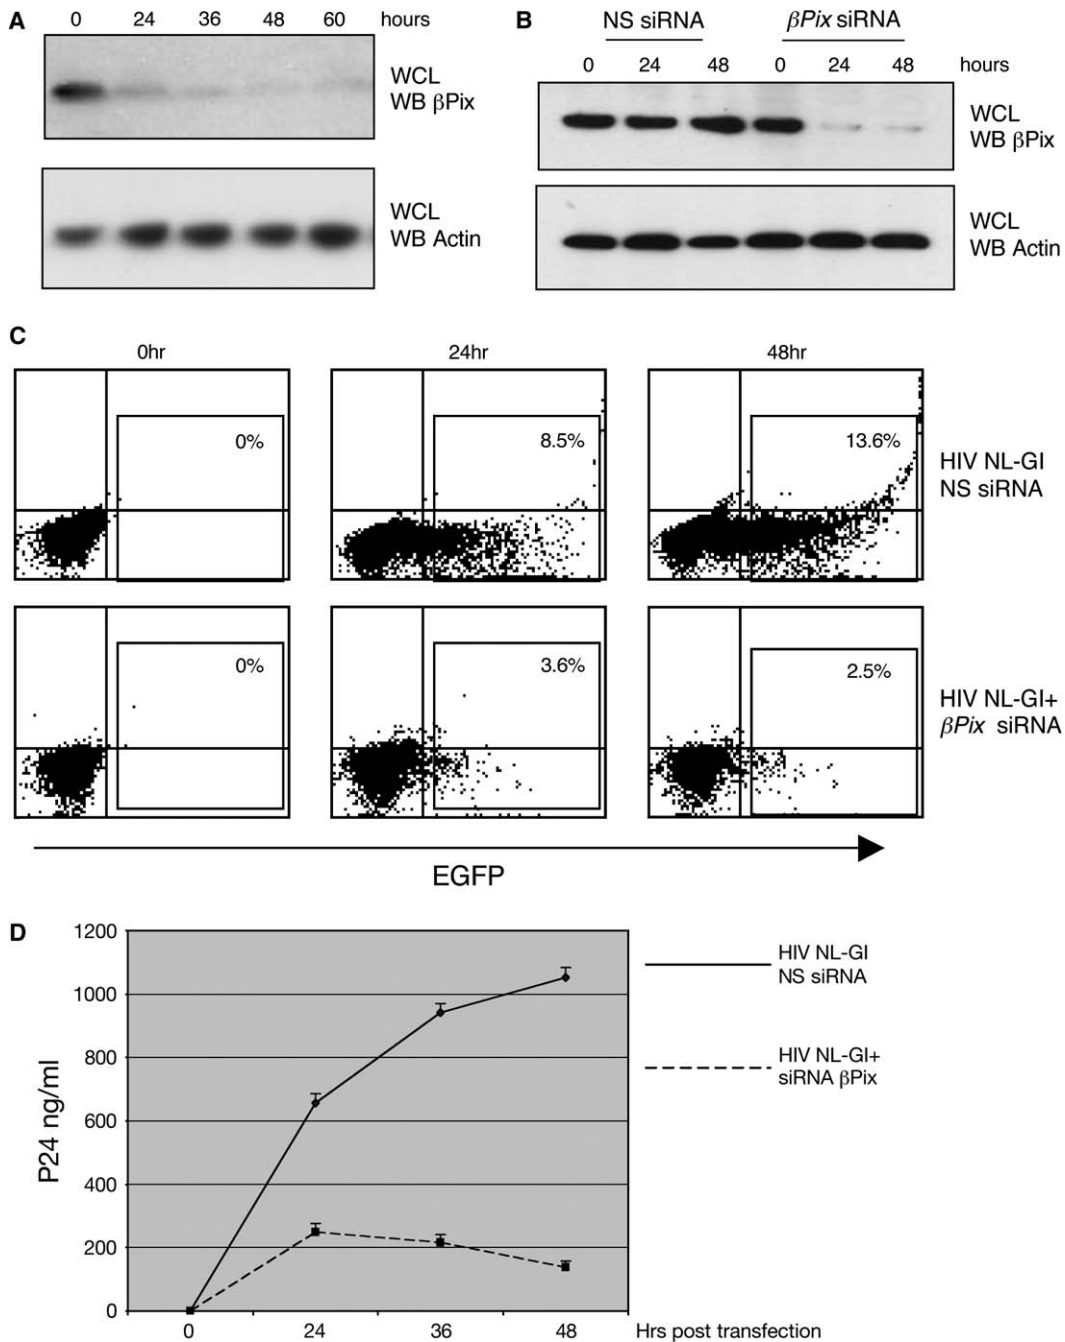 A
0 24 36 48 60 hours
WCL
WB βPix
WCL
WB Actin
B
NS siRNA βPix siRNA
0 24 48 0 24 48 hours
WCL
WB βPix
WCL
WB Actin
C
0hr 24hr 48hr
0% 8.5% 13.6%
HIV NL-GI
NS siRNA
0% 3.6% 2.5%
HIV NL-GI+
βPix siRNA
EGFP
D
P24 ng/ml
1200
1000
800
600
400
200
0
0 24 36 48 Hrs post transfection
HIV NL-GI
NS siRNA
HIV NL-GI+
siRNA βPix